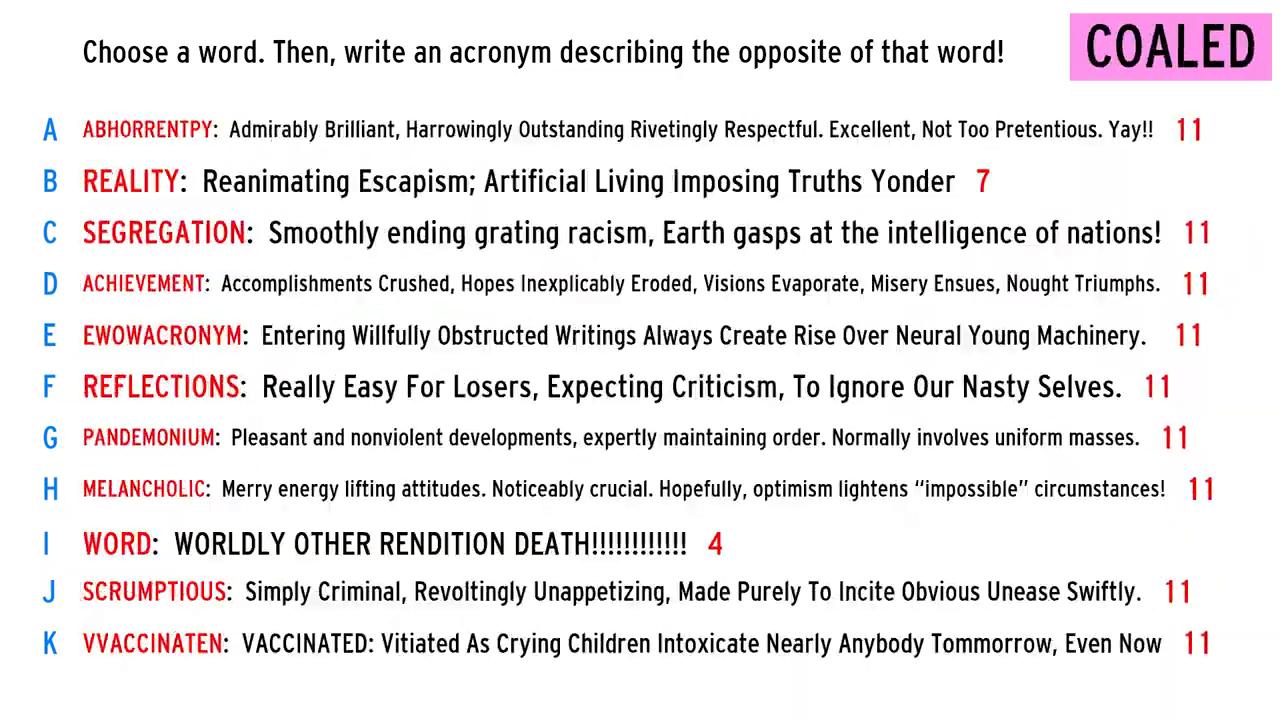 Choose a word. Then, write an acronym describing the opposite of that word!
COALED
A ABHORRENTPY: Admirably Brilliant, Harrowingly Outstanding Rivetingly Respectful. Excellent, Not Too Pretentious. Yay!! 11
B REALITY: Reanimating Escapism; Artificial Living Imposing Truths Yonder 7
C SEGREGATION: Smoothly ending grating racism, Earth gasps at the intelligence of nations! 11
D ACHIEVEMENT: Accomplishments Crushed, Hopes Inexplicably Eroded, Visions Evaporate, Misery Ensues, Nought Triumphs. 11
E EWOWACRONYM: Entering Willfully Obstructed Writings Always Create Rise Over Neural Young Machinery. 11
F REFLECTIONS: Really Easy For Losers, Expecting Criticism, To Ignore Our Nasty Selves. 11
G PANDEMONIUM: Pleasant and nonviolent developments, expertly maintaining order. Normally involves uniform masses. 11
H MELANCHOLIC: Merry energy lifting attitudes. Noticeably crucial. Hopefully, optimism lightens “impossible” circumstances! 11
I WORD: WORLDLY OTHER RENDITION DEATH!!!!!!!!!!!! 4
J SCRUMPTIOUS: Simply Criminal, Revoltingly Unappetizing, Made Purely To Incite Obvious Unease Swiftly. 11
K VVACCINATEN: VACCINATED: Vitiated As Crying Children Intoxicate Nearly Anybody Tommorrow, Even Now 11